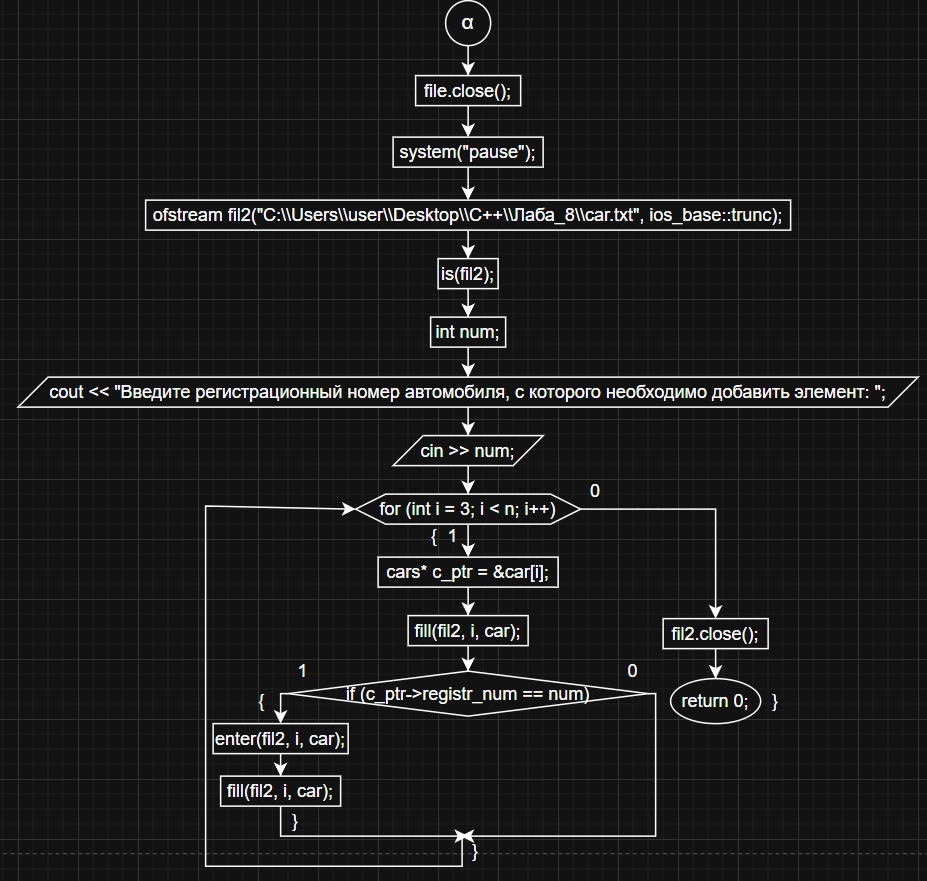 α
file.close();
system("pause");
ofstream fil2("C:\\Users\\user\\Desktop\\C++\\Лаба_8\\car.txt", ios_base::trunc);
is(fil2);
int num;
cout << "Введите регистрационный номер автомобиля, с которого необходимо добавить элемент: ";
cin >> num;
for (int i = 3; i < n; i++)
0
{ 1
cars* c_ptr = &car[i];
fill(fil2, i, car);
fil2.close();
1
0
if (c_ptr->registr_num == num)
{
return 0;
}
enter(fil2, i, car);
fill(fil2, i, car);
}
}